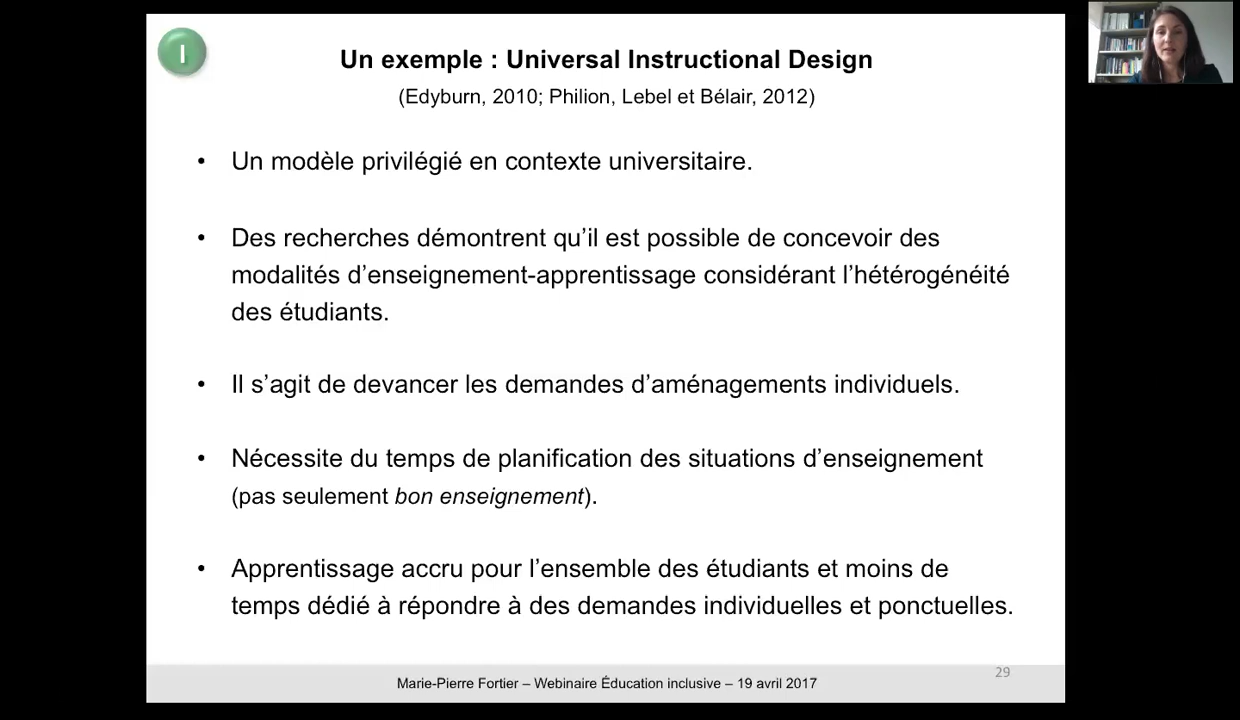 I
Un exemple : Universal Instructional Design
(Edyburn, 2010; Philion, Lebel et Bélair, 2012)
• Un modèle privilégié en contexte universitaire.
• Des recherches démontrent qu’il est possible de concevoir des
modalités d’enseignement-apprentissage considérant l’hétérogénéité
des étudiants.
• Il s’agit de devancer les demandes d’aménagements individuels.
• Nécessite du temps de planification des situations d’enseignement
(pas seulement bon enseignement).
• Apprentissage accru pour l’ensemble des étudiants et moins de
temps dédié à répondre à des demandes individuelles et ponctuelles.
29
Marie-Pierre Fortier – Webinaire Éducation inclusive – 19 avril 2017